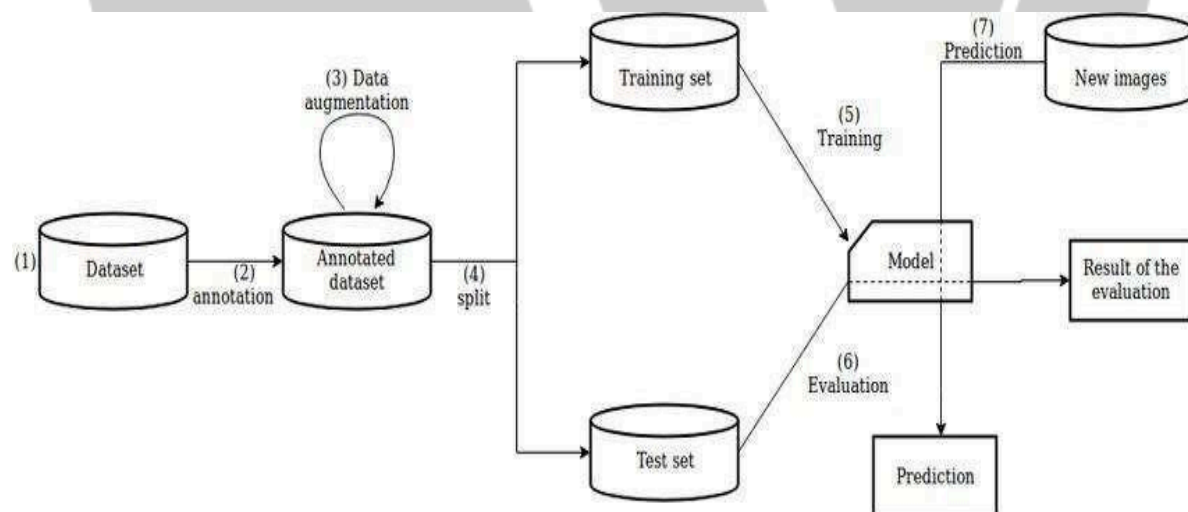 (1)
Dataset
(2)
annotation
(3) Data
augmentation
Annotated
dataset
(4)
split
Training set
Test set
(5)
Training
(6)
Evaluation
(7)
Prediction
New images
Model
Result of the
evaluation
Prediction